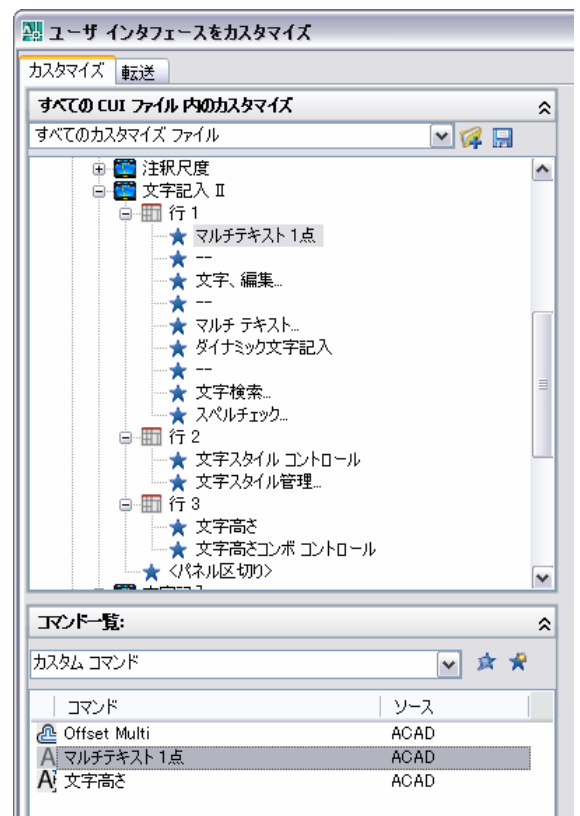 ユーザ インタフェースをカスタマイズ
カスタマイズ 転送
すべての CUI ファイル 内のカスタマイズ
すべてのカスタマイズ ファイル
注釈尺度
文字記入 II
行 1
マルチテキスト 1点
--
文字、編集...
--
マルチ テキスト...
ダイナミック文字記入
--
文字検索...
スペルチェック...
行 2
文字スタイル コントロール
文字スタイル管理...
行 3
文字高さ
文字高さコンボ コントロール
<パネル区切り>
コマンド一覧:
カスタム コマンド
コマンド ソース
Offset Multi ACAD
マルチテキスト 1点 ACAD
文字高さ ACAD